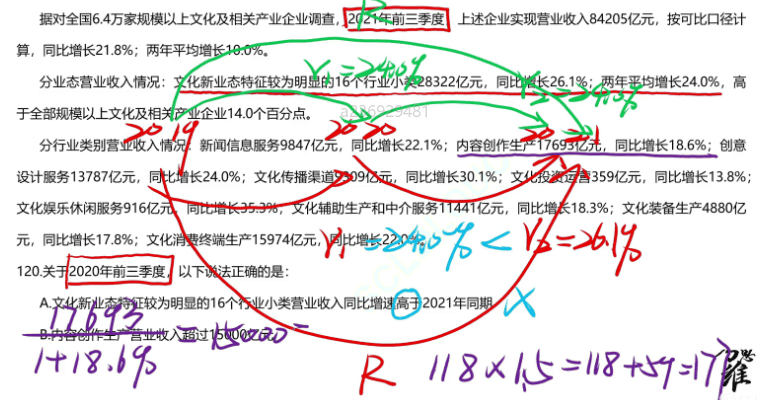 据对全国6.4万家规模以上文化及相关产业企业调查，2021年前三季度，上述企业实现营业收入84205亿元，按可比口径计
算，同比增长21.8%；两年平均增长10.0%。
分业态营业收入情况：文化新业态特征较为明显的16个行业小类28322亿元，同比增长26.1%；两年平均增长24.0%，高
于全部规模以上文化及相关产业企业14.0个百分点。
a226929481
V₁=24.0% V₂=24.0%
2019 2020 2021
分行业类别营业收入情况：新闻信息服务9847亿元，同比增长22.1%；内容创作生产17693亿元，同比增长18.6%；创意
设计服务13787亿元，同比增长24.0%；文化传播渠道9309亿元，同比增长30.1%；文化投资运营359亿元，同比增长13.8%；
文化娱乐休闲服务916亿元，同比增长35.3%；文化辅助生产和中介服务11441亿元，同比增长18.3%；文化装备生产4880亿
元，同比增长17.8%；文化消费终端生产15974亿元，同比增长22.0%。
V₁=24.0%<V₂=26.1%
120.关于2020年前三季度，以下说法正确的是：
A.文化新业态特征较为明显的16个行业小类营业收入同比增速高于2021年同期 X
B.内容创作生产营业收入超过15000亿元
17693
1+18.6% =15000⁻
R 118×1.5=118+59=177